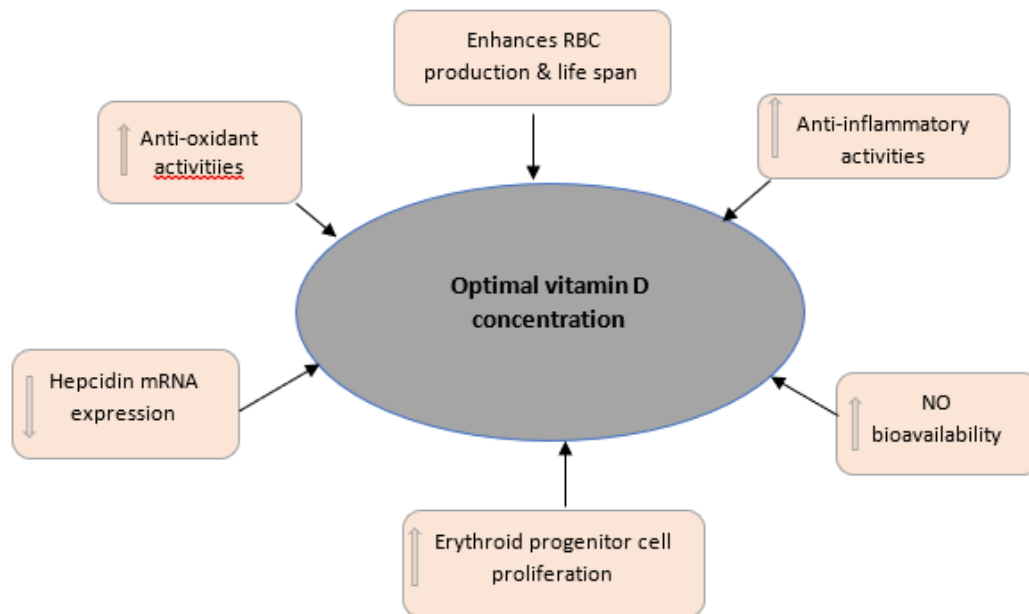 Enhances RBC
production & life span
Anti-oxidant
activitiies
Anti-inflammatory
activities
Optimal vitamin D
concentration
Hepcidin mRNA
expression
NO
bioavailability
Erythroid progenitor cell
proliferation